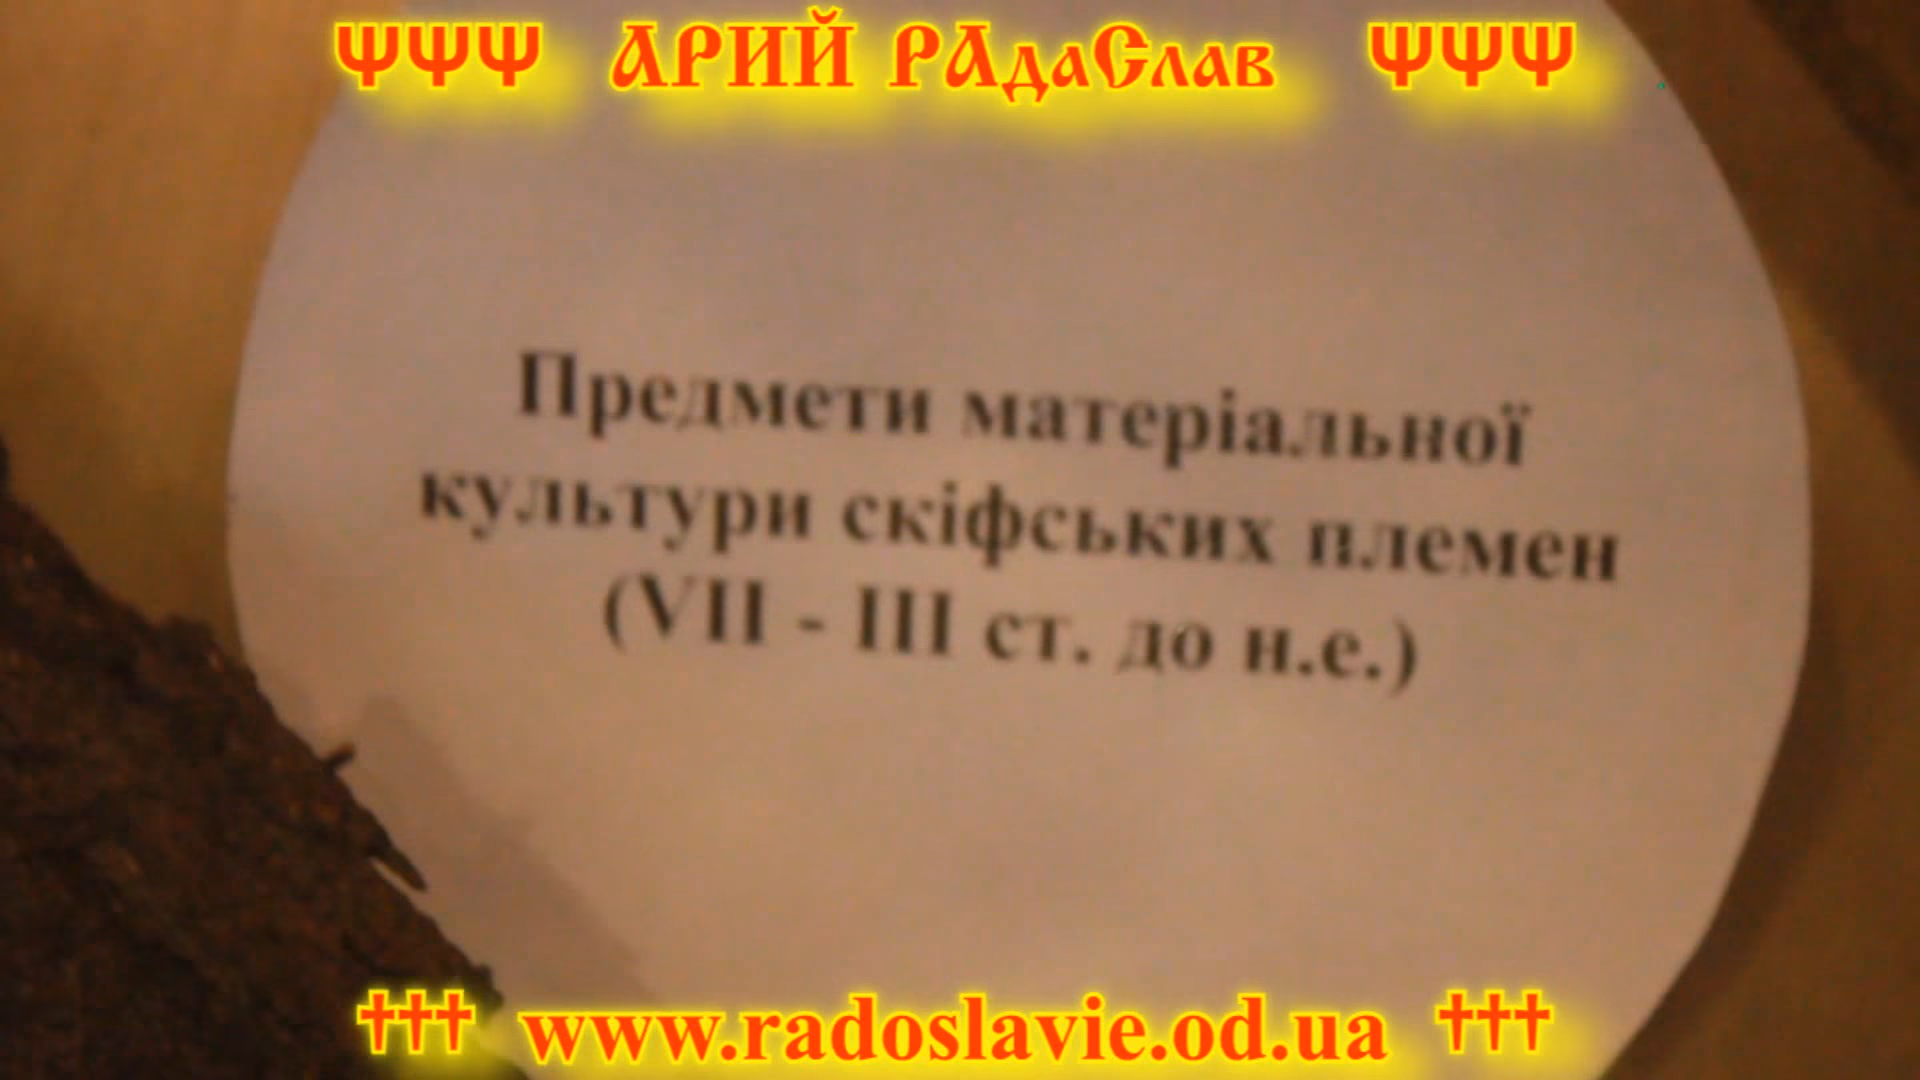 ΨΨΨ АРИЙ РАдаСлав ΨΨΨ
Предмети матеріальної
культури скіфських племен
(VII - III ст. до н.е.)
††† www.radoslavie.od.ua †††